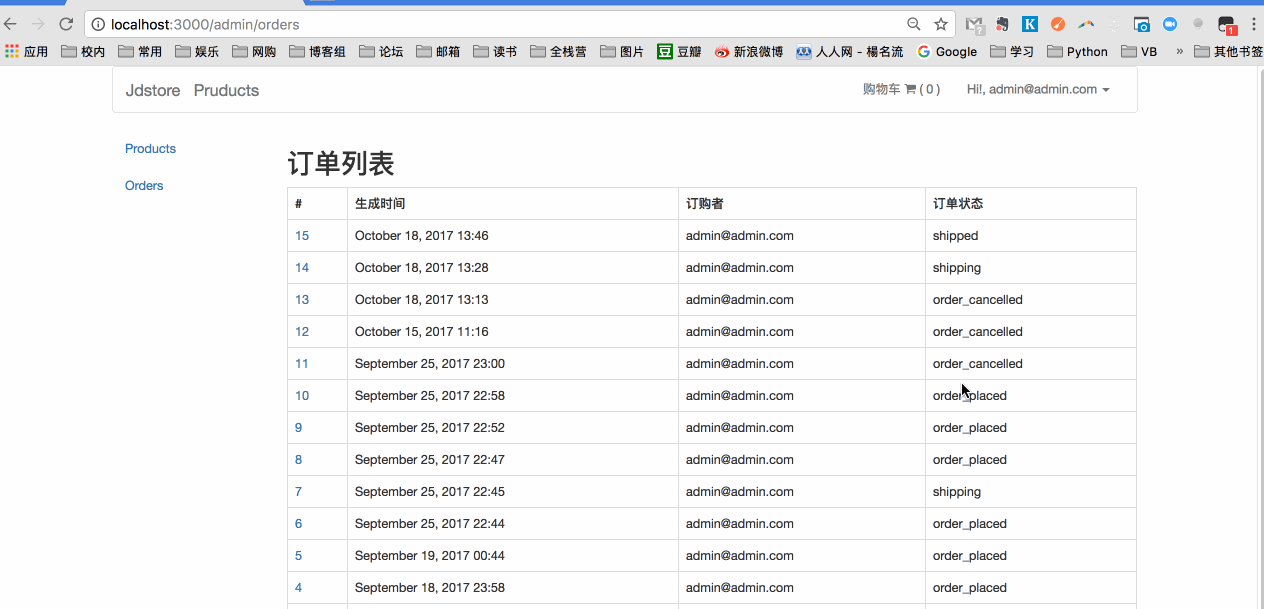 localhost:3000/admin/orders
应用 校内 常用 娱乐 网购 博客组 论坛 邮箱 读书 全栈营 图片 豆 豆瓣 新浪微博 人人网 - 楊名流 Google 学习 Python VB » 其他书签
Jdstore Pruducts 购物车 ( 0 ) Hi!, admin@admin.com
Products
Orders
订单列表
# 生成时间 订购者 订单状态
15 October 18, 2017 13:46 admin@admin.com shipped
14 October 18, 2017 13:28 admin@admin.com shipping
13 October 18, 2017 13:13 admin@admin.com order_cancelled
12 October 15, 2017 11:16 admin@admin.com order_cancelled
11 September 25, 2017 23:00 admin@admin.com order_cancelled
10 September 25, 2017 22:58 admin@admin.com order_placed
9 September 25, 2017 22:52 admin@admin.com order_placed
8 September 25, 2017 22:47 admin@admin.com order_placed
7 September 25, 2017 22:45 admin@admin.com shipping
6 September 25, 2017 22:44 admin@admin.com order_placed
5 September 19, 2017 00:44 admin@admin.com order_placed
4 September 18, 2017 23:58 admin@admin.com order_placed